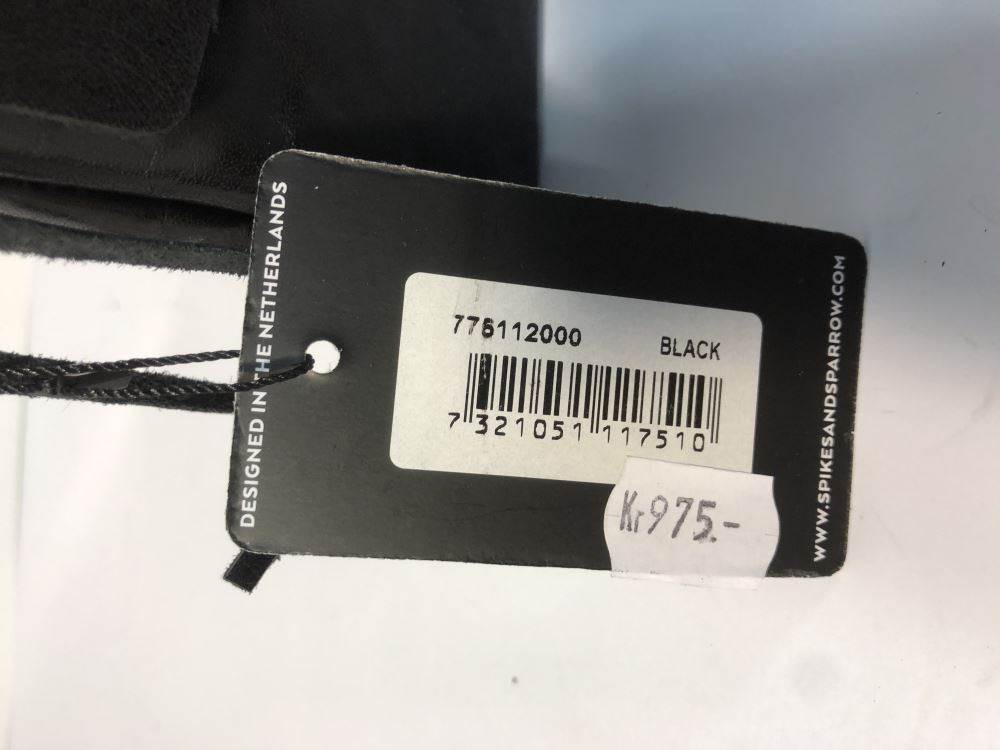 DESIGNED IN THE NETHERLANDS
776112000 BLACK
7 321051 117510
Kr975.-
WWW.SPIKESANDSPARROW.COM